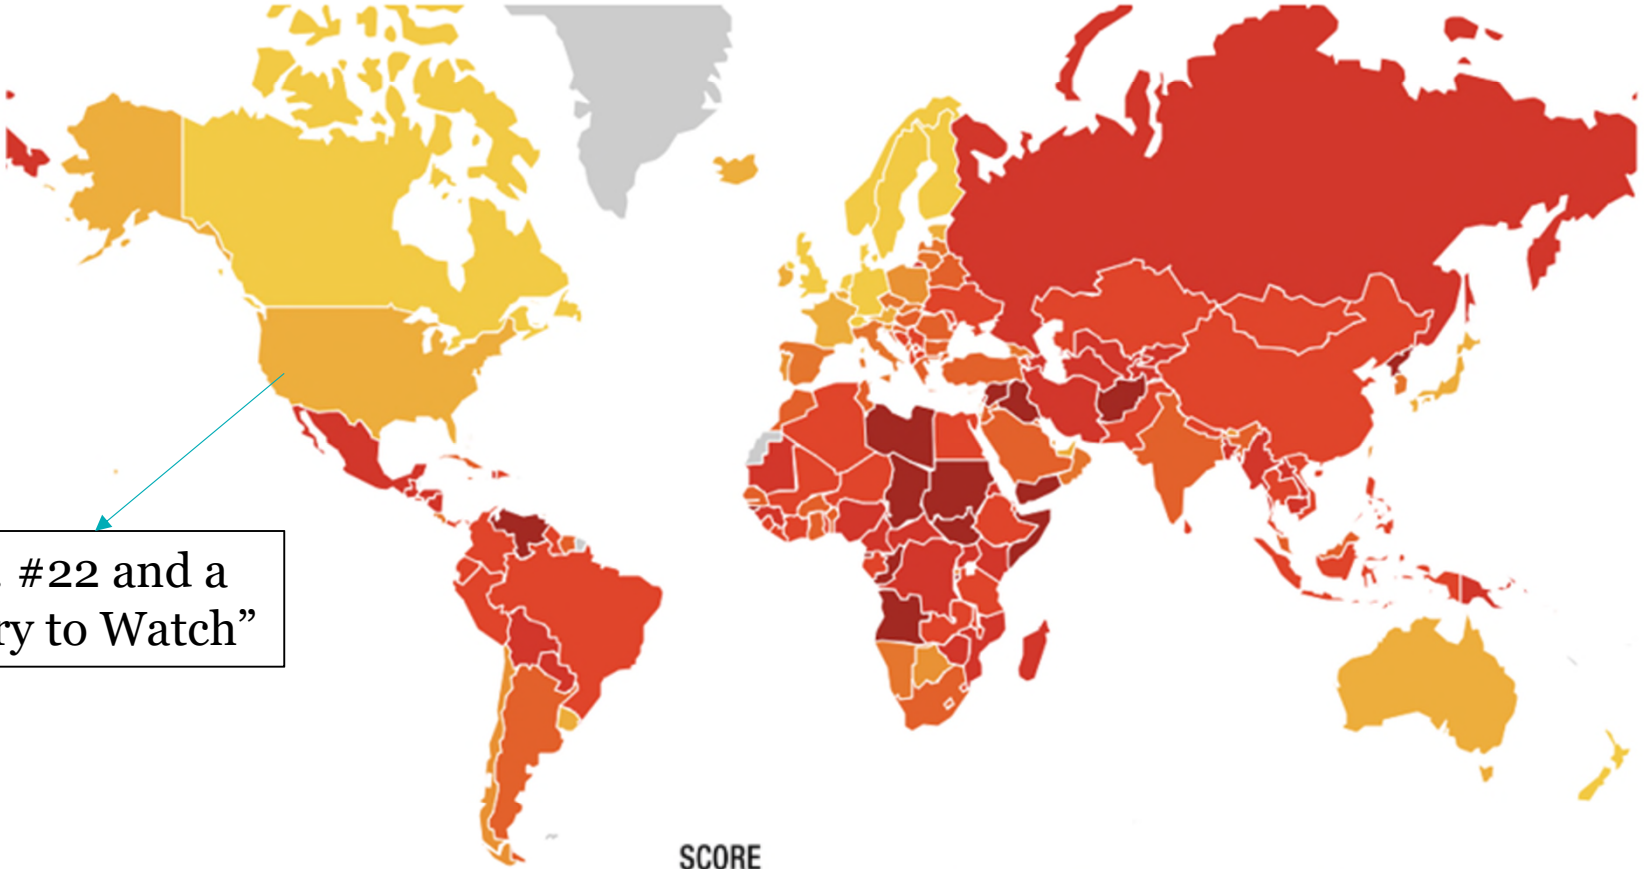 #22 and a
ry to Watch”
SCORE